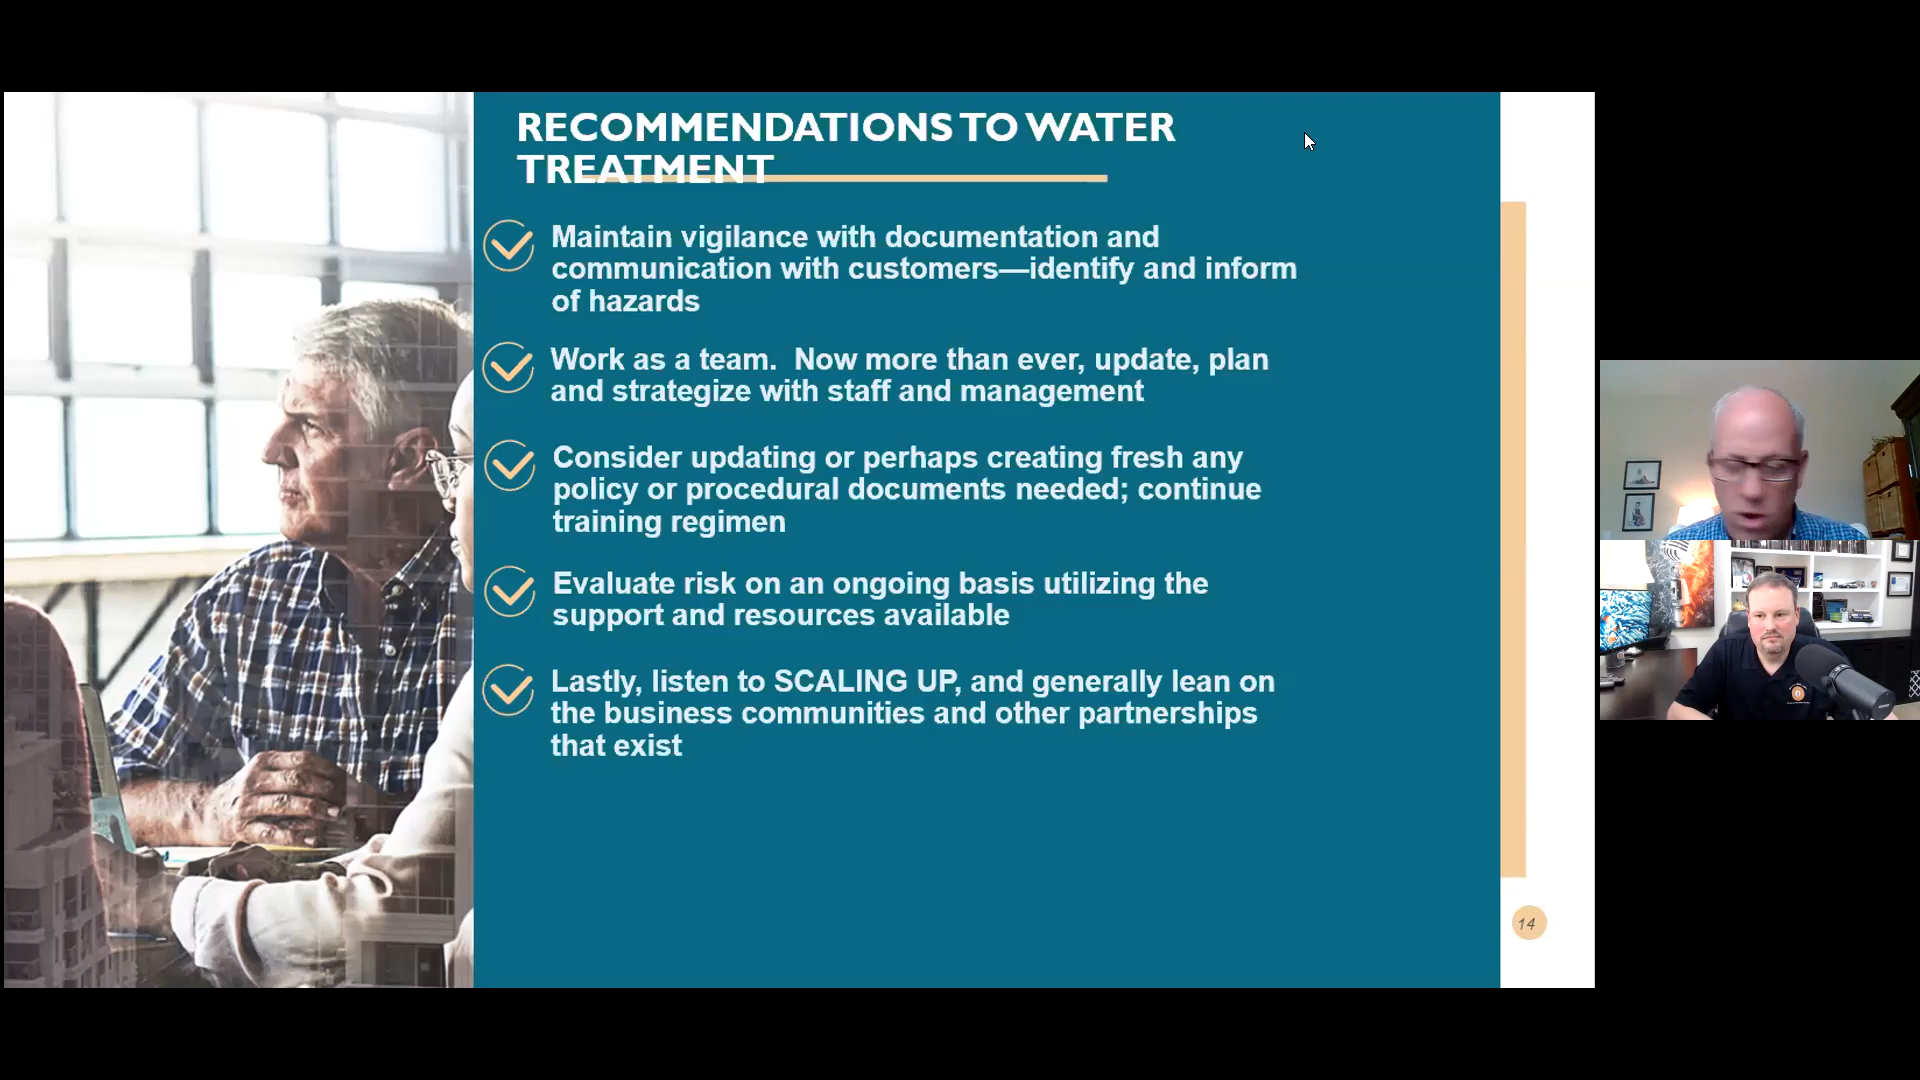 RECOMMENDATIONS TO WATER
TREATMENT
Maintain vigilance with documentation and
communication with customers—identify and inform
of hazards
Work as a team.  Now more than ever, update, plan
and strategize with staff and management
Consider updating or perhaps creating fresh any
policy or procedural documents needed; continue
training regimen
Evaluate risk on an ongoing basis utilizing the
support and resources available
Lastly, listen to SCALING UP, and generally lean on
the business communities and other partnerships
that exist
14